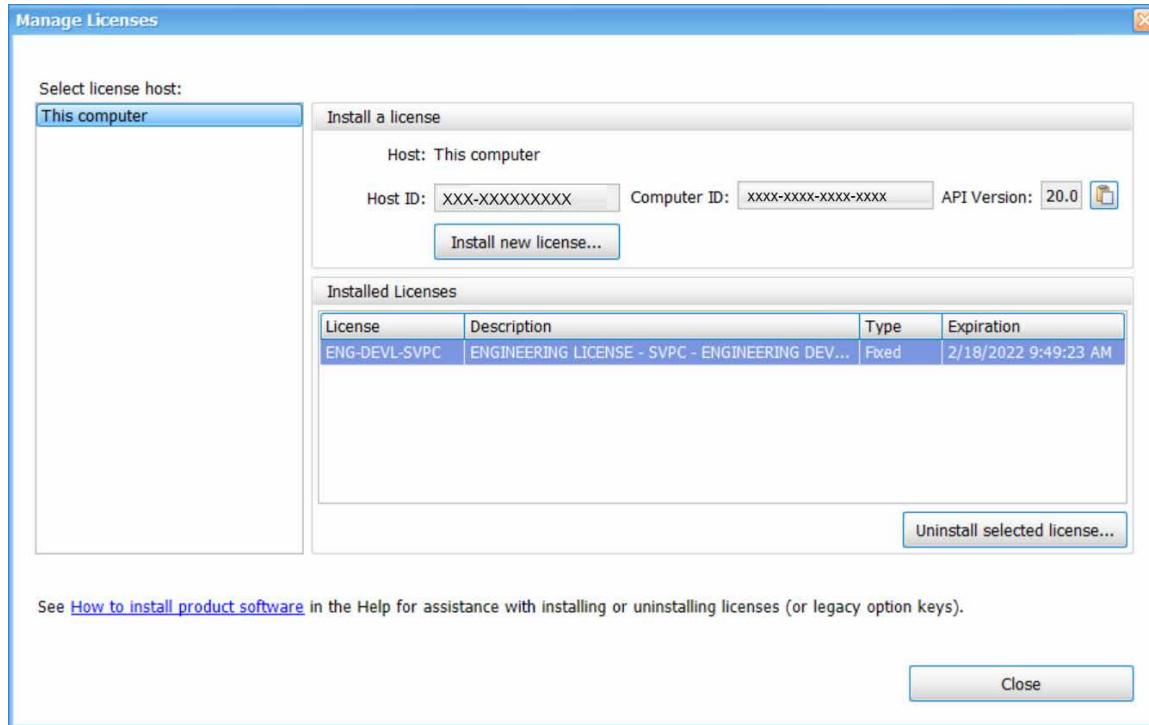 Manage Licenses
Select license host:
This computer
Install a license
Host: This computer
Host ID: XXX-XXXXXXXXX Computer ID: xxxx-xxxx-xxxx-xxxx API Version: 20.0
Install new license...
Installed Licenses
License Description Type Expiration
ENG-DEVL-SVPC ENGINEERING LICENSE - SVPC - ENGINEERING DEV... Fixed 2/18/2022 9:49:23 AM
Uninstall selected license...
See How to install product software in the Help for assistance with installing or uninstalling licenses (or legacy option keys).
Close